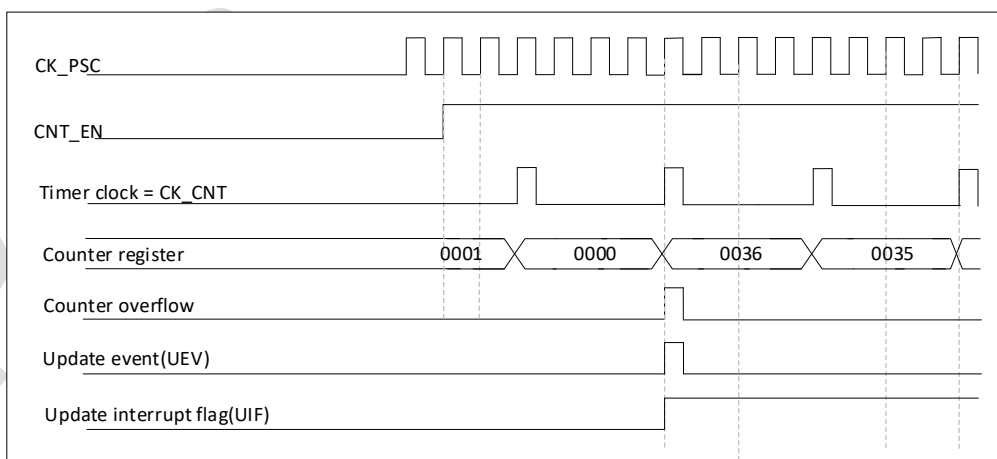 CK_PSC
CNT_EN
Timer clock = CK_CNT
Counter register
0001
0000
0036
0035
Counter overflow
Update event(UEV)
Update interrupt flag(UIF)